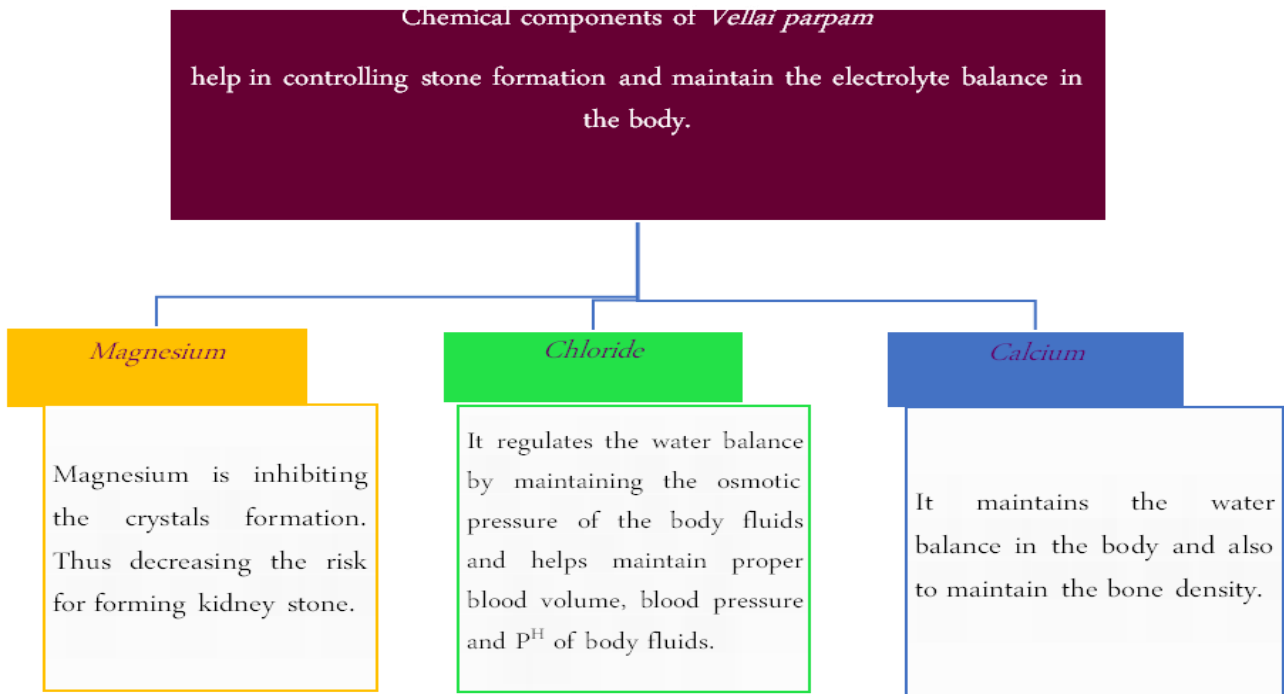 Chemical components of Vellai parpam
help in controlling stone formation and maintain the electrolyte balance in
the body.
Magnesium
Magnesium is inhibiting
the crystals formation.
Thus decreasing the risk
for forming kidney stone.
Chloride
It regulates the water balance
by maintaining the osmotic
pressure of the body fluids
and helps maintain proper
blood volume, blood pressure
and P^H of body fluids.
Calcium
It maintains the water
balance in the body and also
to maintain the bone density.